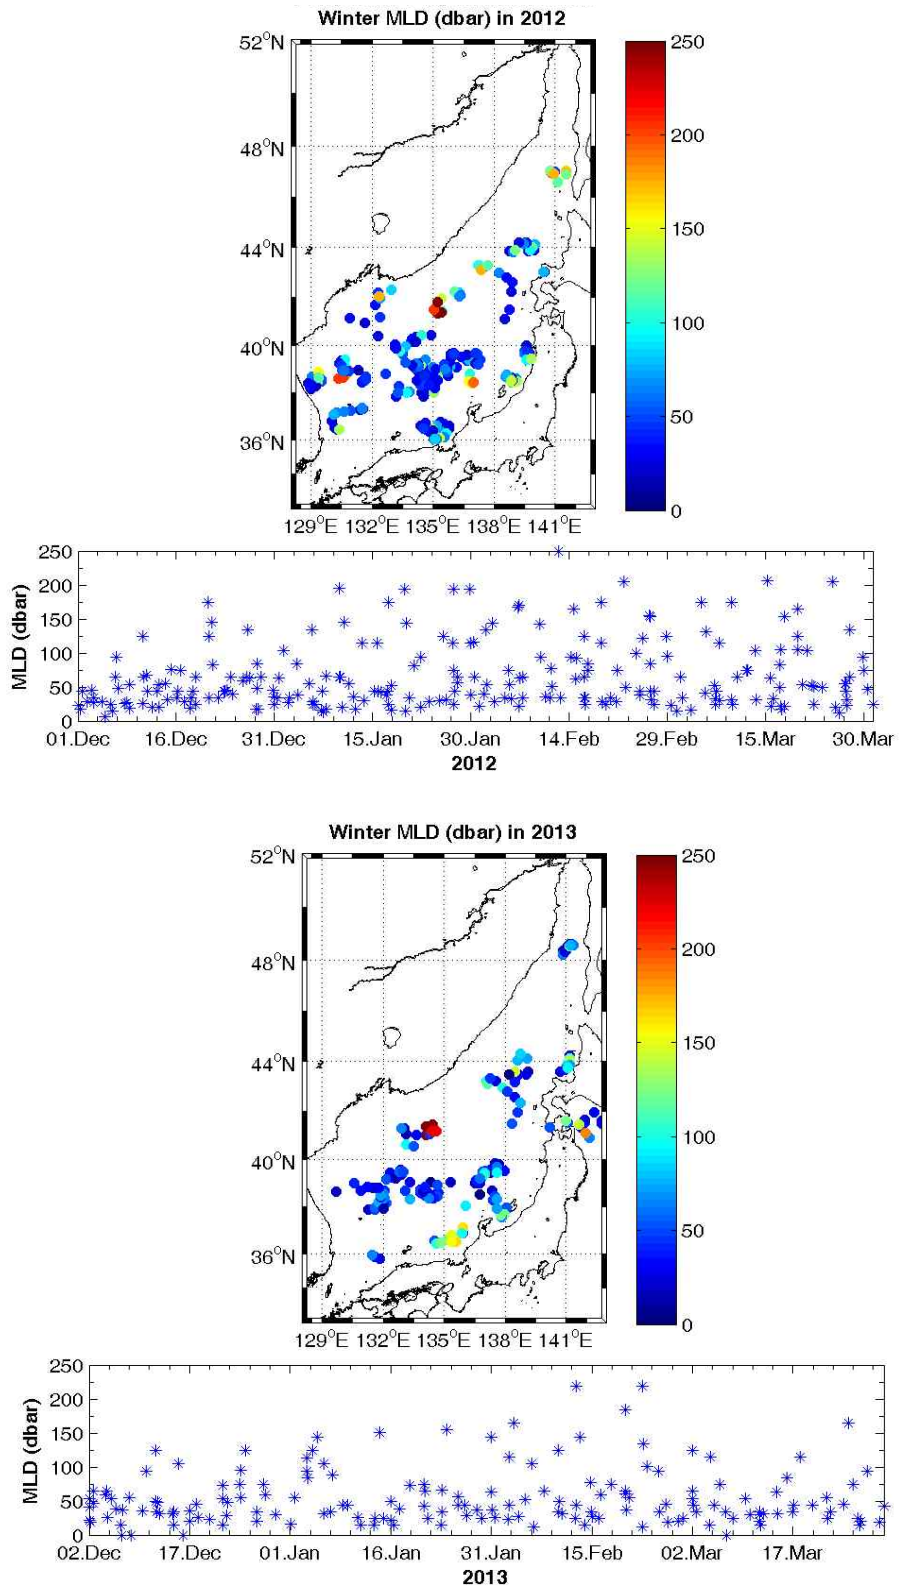 Winter MLD (dbar) in 2012
52°N
48°N
44°N
40°N
36°N
129°E 132°E 135°E 138°E 141°E
250
200
150
100
50
0
MLD (dbar)
250
200
150
100
50
0
01.Dec 16.Dec 31.Dec 15.Jan 30.Jan 14.Feb 29.Feb 15.Mar 30.Mar
2012
Winter MLD (dbar) in 2013
52°N
48°N
44°N
40°N
36°N
129°E 132°E 135°E 138°E 141°E
250
200
150
100
50
0
MLD (dbar)
250
200
150
100
50
0
02.Dec 17.Dec 01.Jan 16.Jan 31.Jan 15.Feb 02.Mar 17.Mar
2013